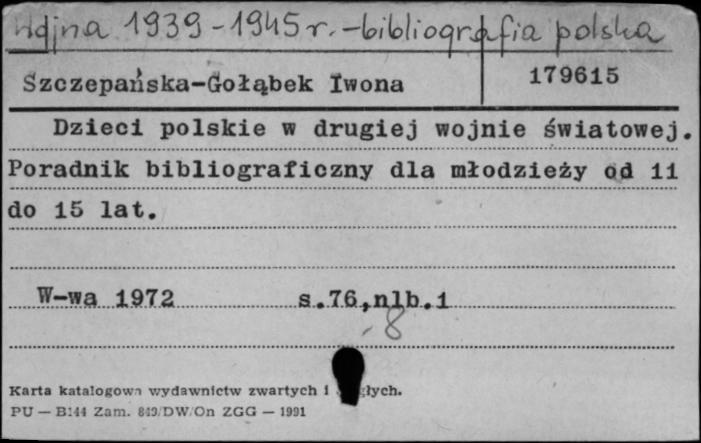 Wojna 1939-1945 r. - bibliografia polska
Szczepańska-Gołąbek Iwona
179615
Dzieci polskie w drugiej wojnie światowej.
Poradnik bibliograficzny dla młodzieży od 11
do 15 lat.
W-wa 1972 s.76,nlb.1
-8
Karta katalogowa wydawnictw zwartych i
PU — B144 Zam. 849/DW/On ZGG — 1991